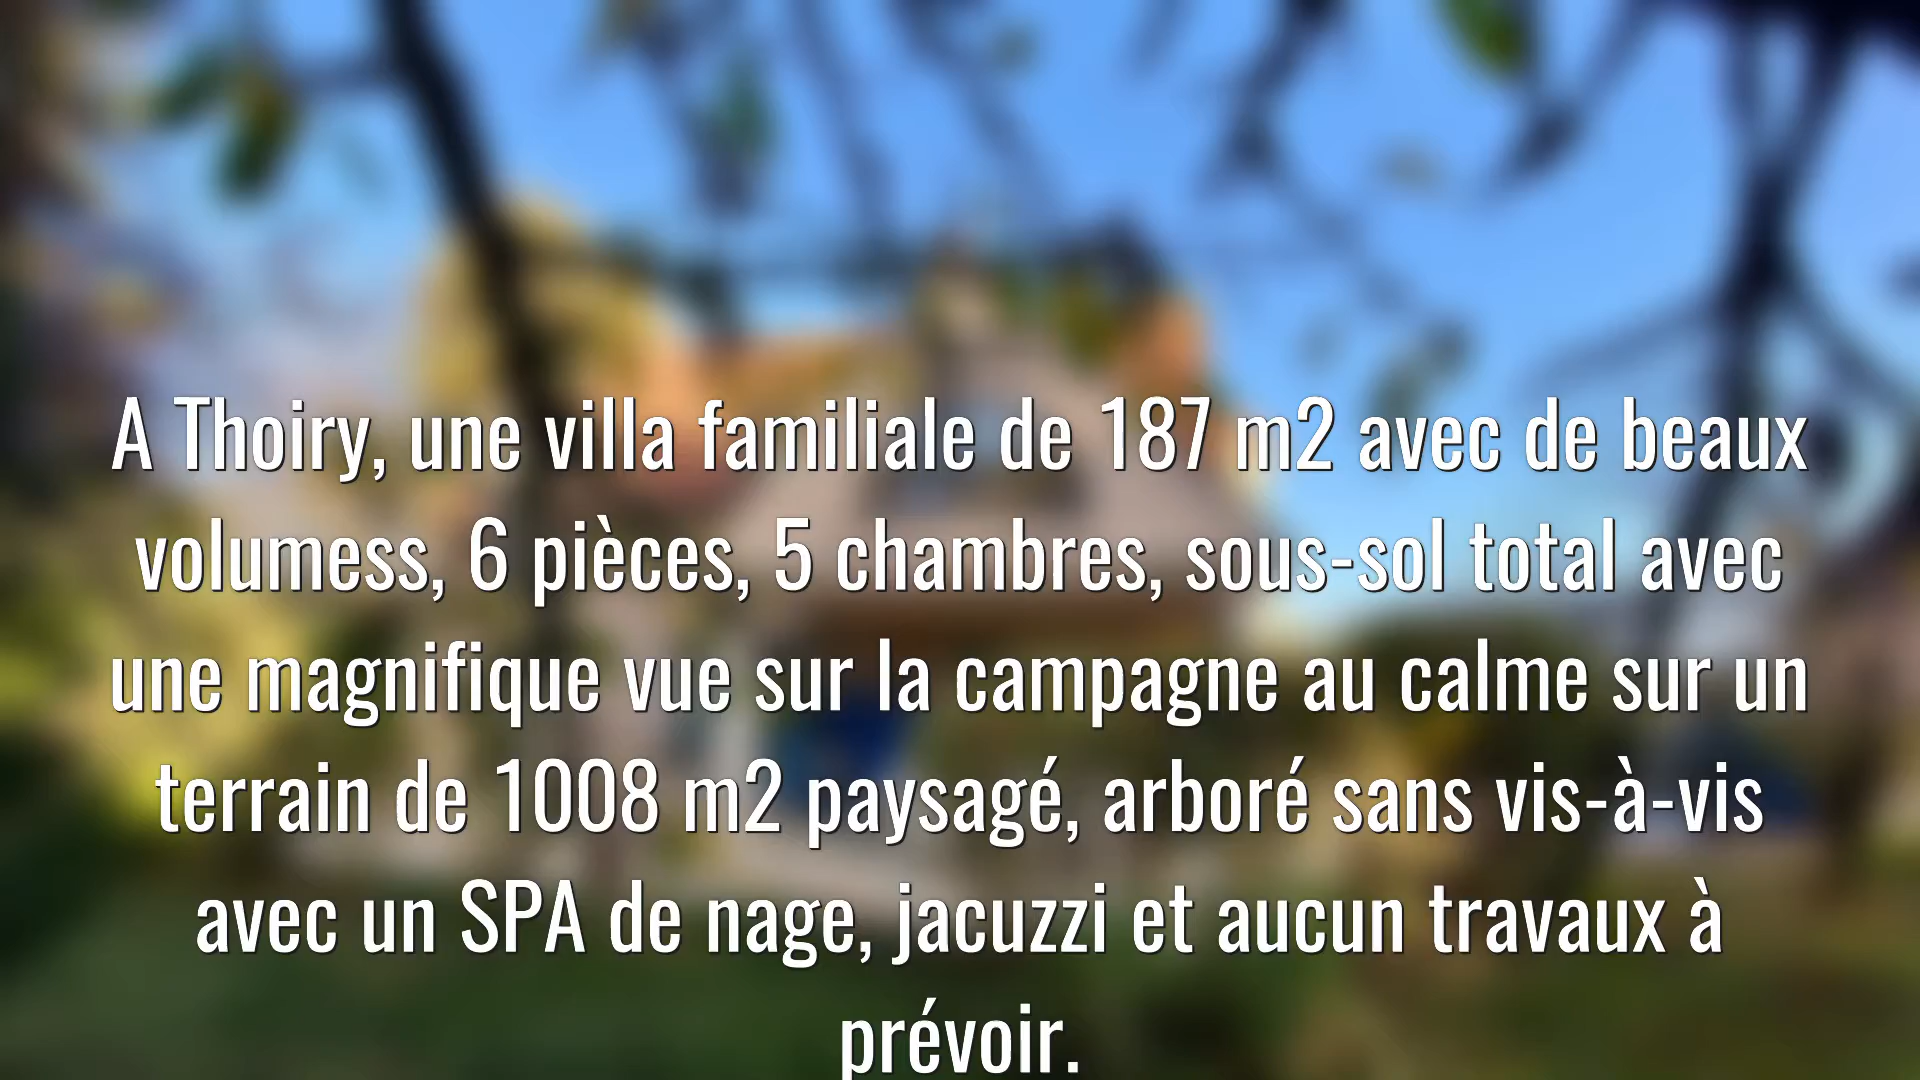 A Thoiry, une villa familiale de 187 m2 avec de beaux
volumess, 6 pièces, 5 chambres, sous-sol total avec
une magnifique vue sur la campagne au calme sur un
terrain de 1008 m2 paysagé, arboré sans vis-à-vis
avec un SPA de nage, jacuzzi et aucun travaux à
prévoir.